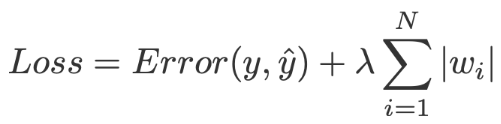 Loss = Error(y, ŷ) + λ ∑_{i=1}^{N} |w_i|